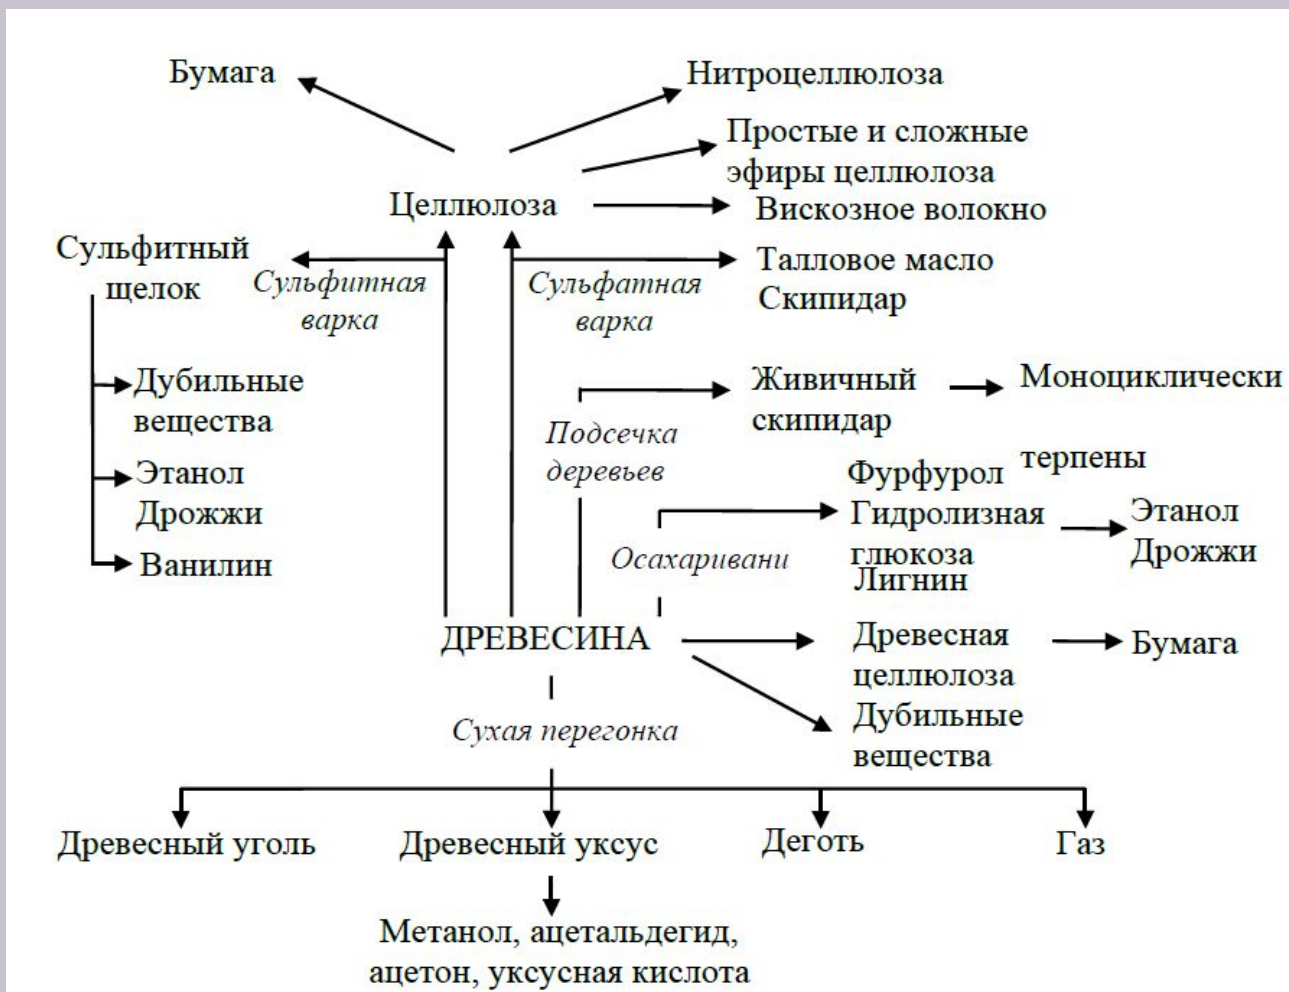 Бумага
Нитроцеллюлоза
Простые и сложные
эфиры целлюлоза
Целлюлоза
Вискозное волокно
Сульфитный
щелок
Сульфитная
варка
Сульфатная
варка
Талловое масло
Скипидар
Дубильные
вещества
Этанол
Дрожжи
Ванилин
Подсечка
деревьев
Живичный
скипидар
Моноциклически
терпены
Осахаривани
Фурфурол
Гидролизная
глюкоза
Лигнин
Этанол
Дрожжи
ДРЕВЕСИНА
Древесная
целлюлоза
Бумага
Дубильные
вещества
Сухая перегонка
Древесный уголь
Древесный уксус
Деготь
Газ
Метанол, ацетальдегид,
ацетон, уксусная кислота